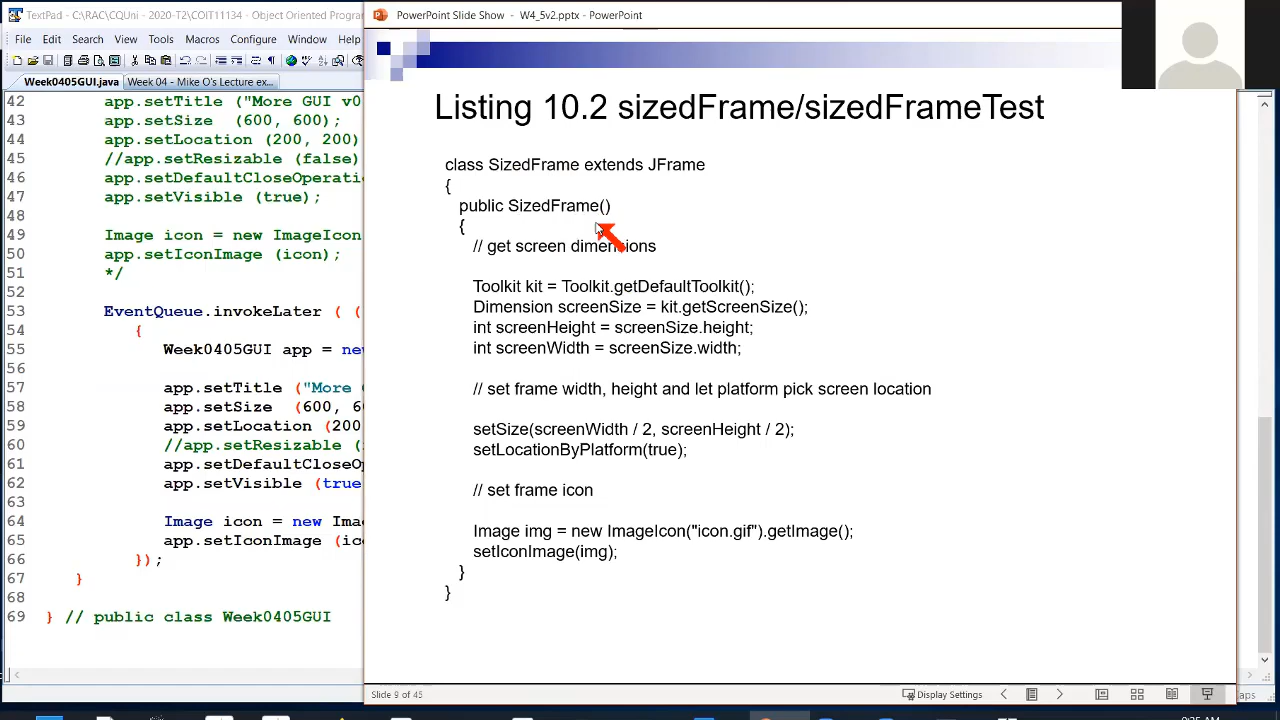 TextPad - C:\RAC\CQUni - 2020-T2\COIT11134 - Object Oriented Progra
File Edit Search View Tools Macros Configure Window Help
Week0405GUI.java Week 04 - Mike O's Lecture ex...
42 app.setTitle ("More GUI v0
43 app.setSize (600, 600);
44 app.setLocation (200, 200)
45 //app.setResizable (false)
46 app.setDefaultCloseOperati
47 app.setVisible (true);
48
49 Image icon = new ImageIcon
50 app.setIconImage (icon);
51 */
52
53 EventQueue.invokeLater ( (
54 {
55 Week0405GUI app = new
56
57 app.setTitle ("More
58 app.setSize (600, 6
59 app.setLocation (200
60 //app.setResizable (
61 app.setDefaultCloseO
62 app.setVisible (true
63
64 Image icon = new Ima
65 app.setIconImage (ic
66 });
67 }
68
69 } // public class Week0405GUI
PowerPoint Slide Show - W4_5v2.pptx - PowerPoint
Listing 10.2 sizedFrame/sizedFrameTest
class SizedFrame extends JFrame
{
public SizedFrame()
{
// get screen dimensions
Toolkit kit = Toolkit.getDefaultToolkit();
Dimension screenSize = kit.getScreenSize();
int screenHeight = screenSize.height;
int screenWidth = screenSize.width;
// set frame width, height and let platform pick screen location
setSize(screenWidth / 2, screenHeight / 2);
setLocationByPlatform(true);
// set frame icon
Image img = new ImageIcon("icon.gif").getImage();
setIconImage(img);
}
}
Slide 9 of 45
Display Settings